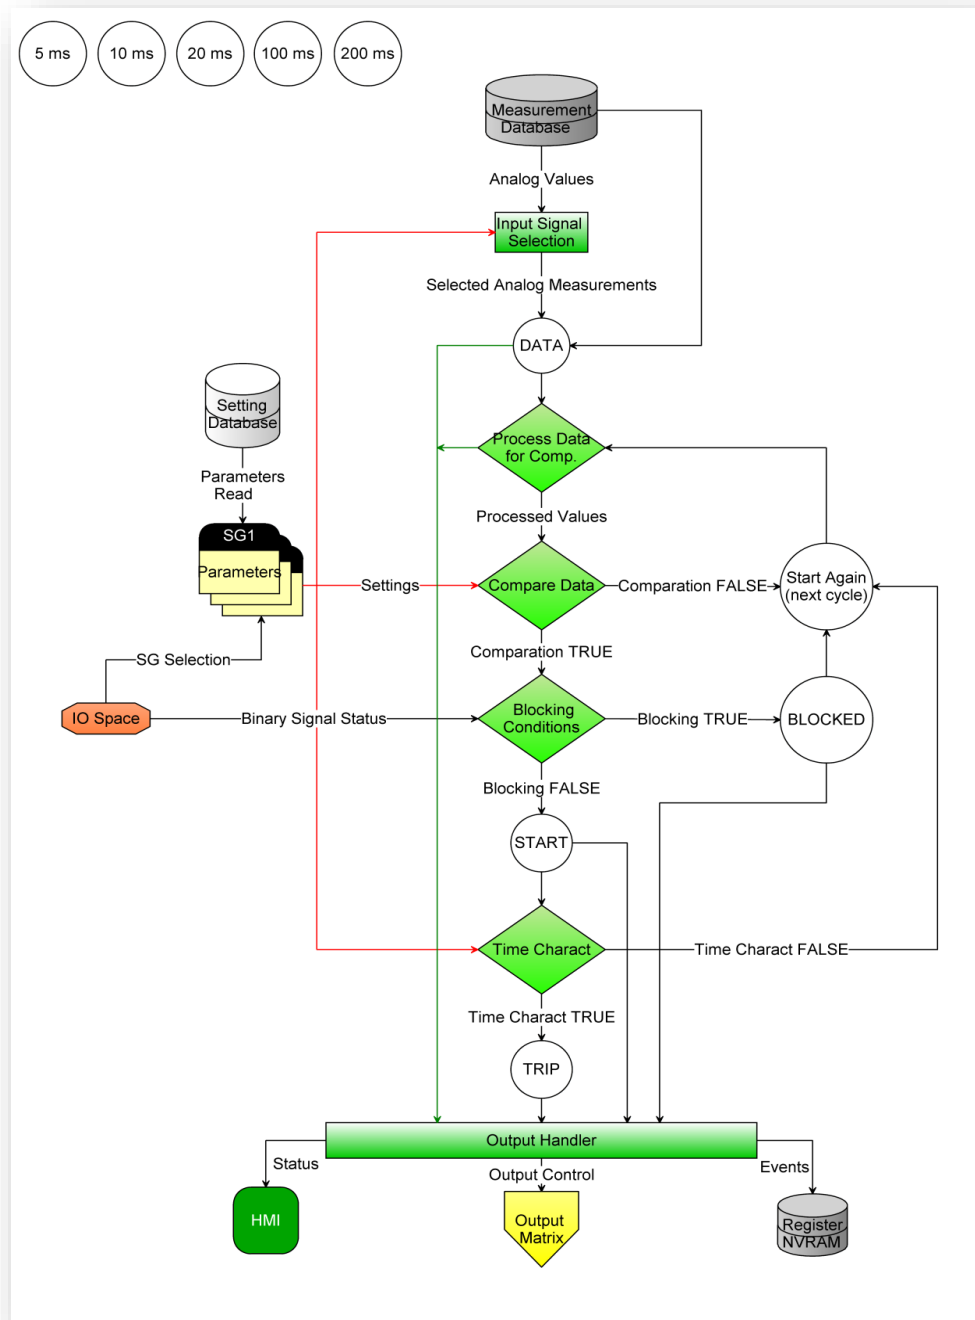 5 ms
10 ms
20 ms
100 ms
200 ms
Measurement
Database
Analog Values
Input Signal
Selection
Selected Analog Measurements
DATA
Setting
Database
Process Data
for Comp.
Parameters
Read
Processed Values
SG1
Parameters
Settings
Compare Data
Comparation FALSE
Start Again
(next cycle)
Comparation TRUE
SG Selection
IO Space
Binary Signal Status
Blocking
Conditions
Blocking TRUE
BLOCKED
Blocking FALSE
START
Time Charact
Time Charact FALSE
Time Charact TRUE
TRIP
Output Handler
Status
Output Control
Events
HMI
Output
Matrix
Register
NVRAM